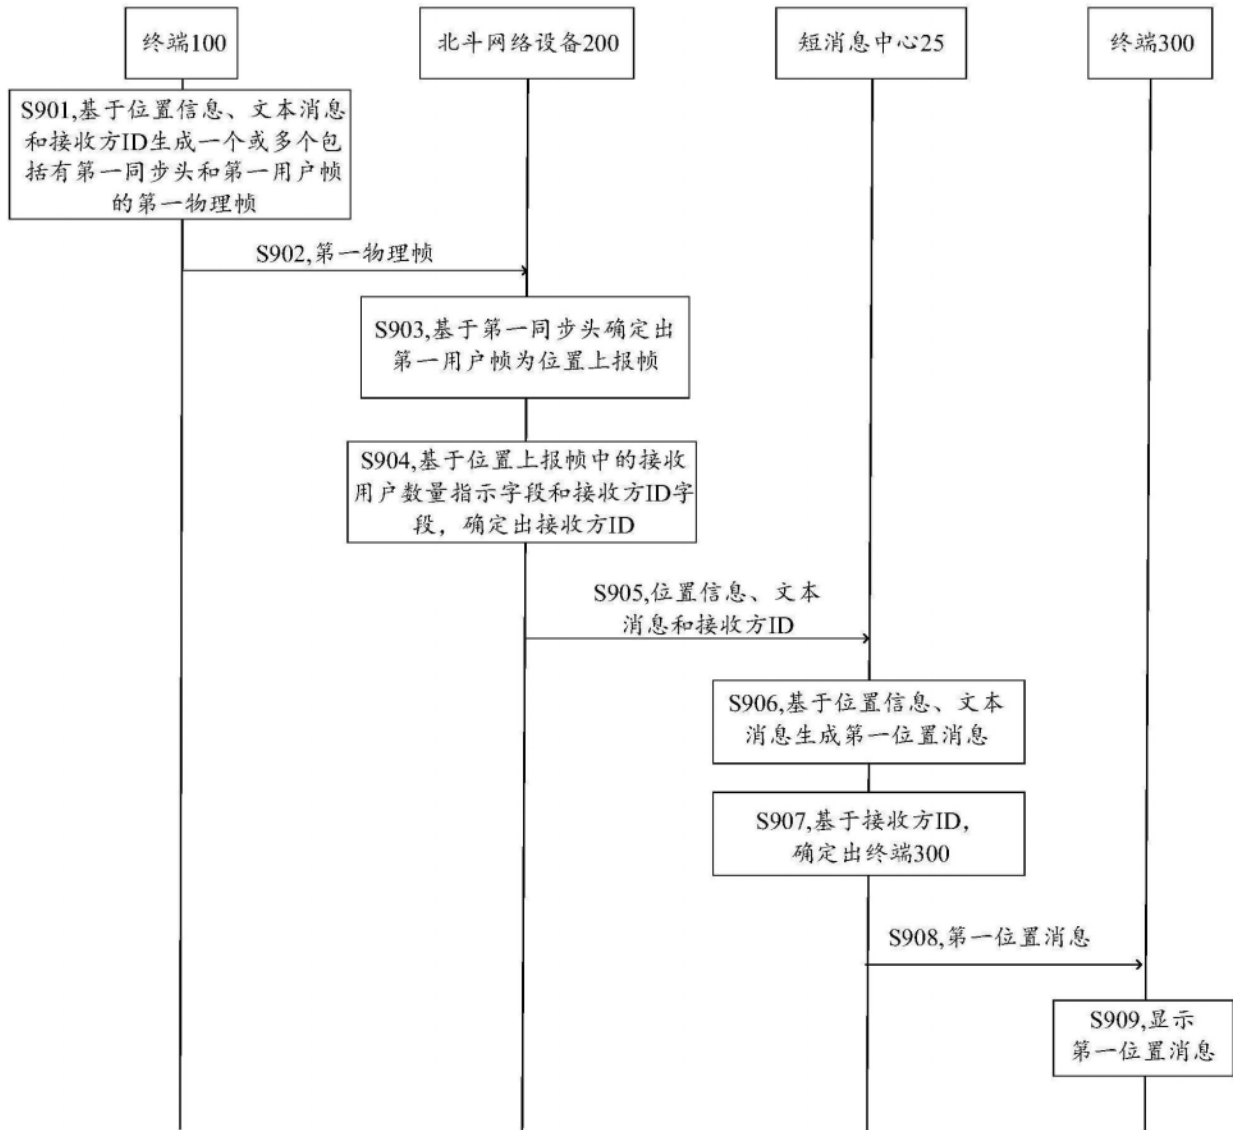 终端100
北斗网络设备200
短消息中心25
终端300
S901,基于位置信息、文本消息
和接收方ID生成一个或多个包
括有第一同步头和第一用户帧
的第一物理帧
S902,第一物理帧
S903,基于第一同步头确定出
第一用户帧为位置上报帧
S904,基于位置上报帧中的接收
用户数量指示字段和接收方ID字
段，确定出接收方ID
S905,位置信息、文本
消息和接收方ID
S906,基于位置信息、文本
消息生成第一位置消息
S907,基于接收方ID，
确定出终端300
S908,第一位置消息
S909,显示
第一位置消息